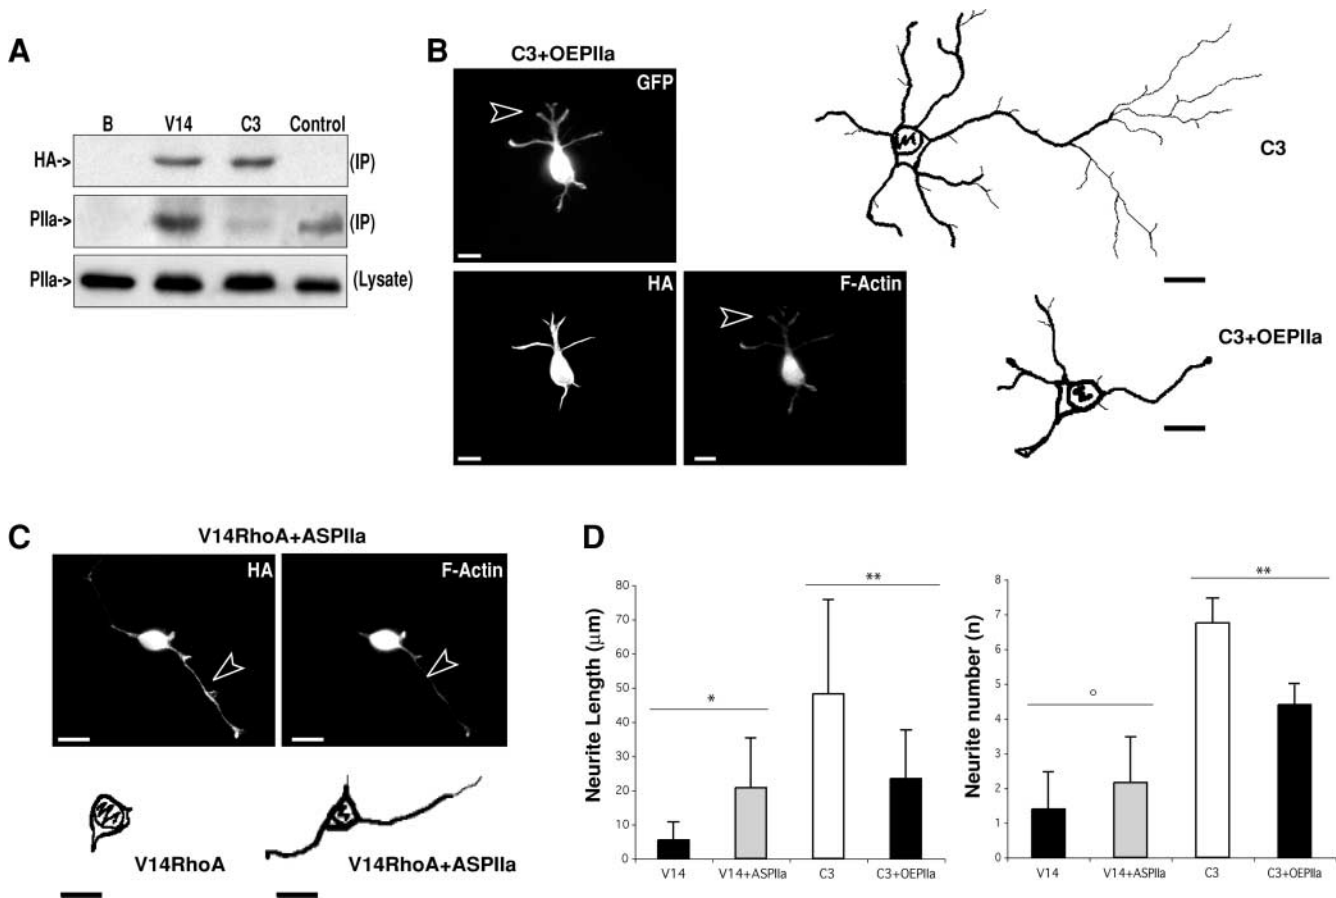 A
B V14 C3 Control
HA-> (IP)
PIIa-> (IP)
PIIa-> (Lysate)
B
C3+OEPIIa
GFP
HA
F-Actin
C3
C3+OEPIIa
C
V14RhoA+ASPIIa
HA
F-Actin
V14RhoA
V14RhoA+ASPIIa
D
Neurite Length (μm)
80
70
60
50
40
30
20
10
0
*
**
V14 V14+ASPIIa C3 C3+OEPIIa
Neurite number (n)
8
7
6
5
4
3
2
1
0
°
**
V14 V14+ASPIIa C3 C3+OEPIIa